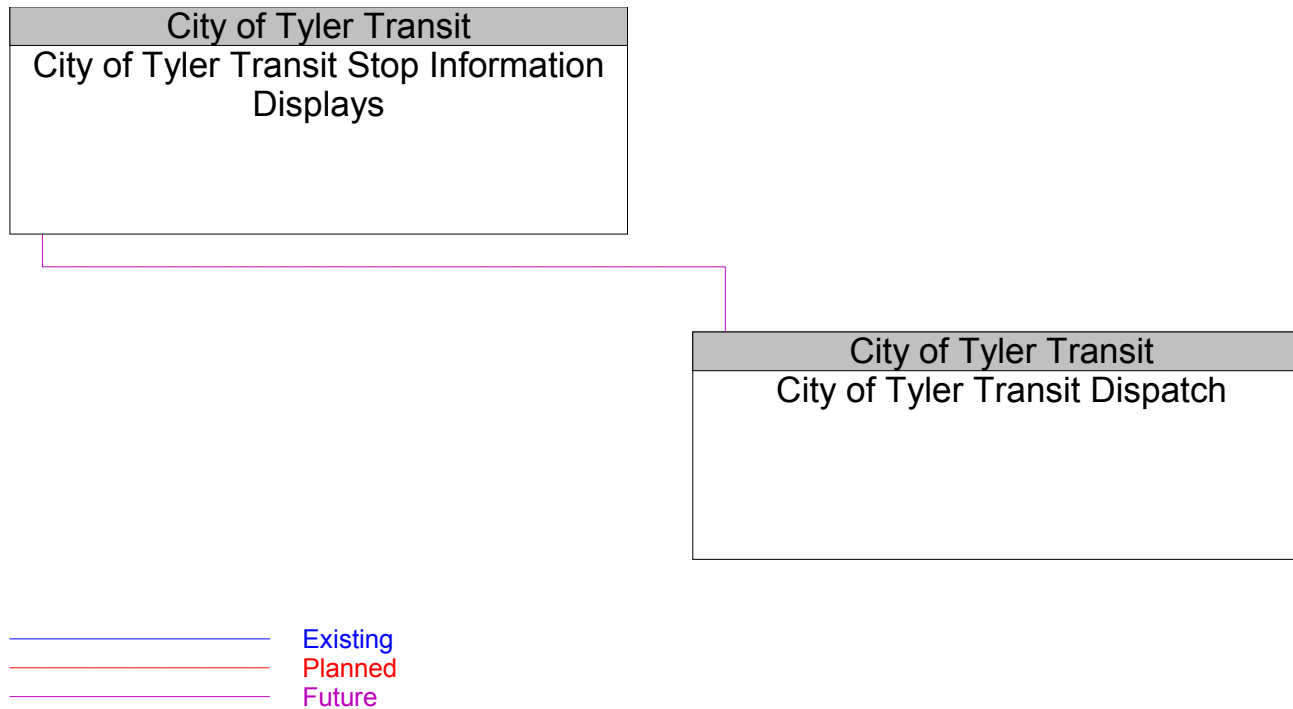 City of Tyler Transit
City of Tyler Transit Stop Information
Displays
City of Tyler Transit
City of Tyler Transit Dispatch
Existing
Planned
Future